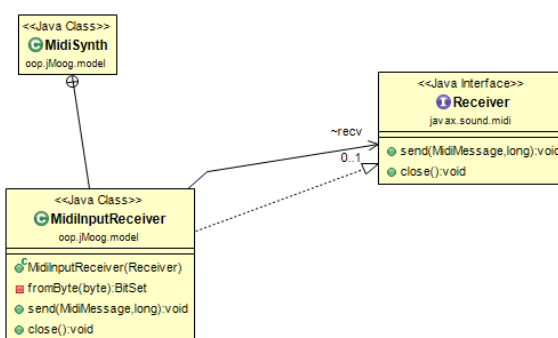 <<Java Class>>
MidiSynth
oop.jMoog.model
<<Java Interface>>
Receiver
javax.sound.midi
send(MidiMessage,long):void
close():void
~recv
0..1
<<Java Class>>
MidiInputReceiver
oop.jMoog.model
MidiInputReceiver(Receiver)
fromByte(byte):BitSet
send(MidiMessage,long):void
close():void